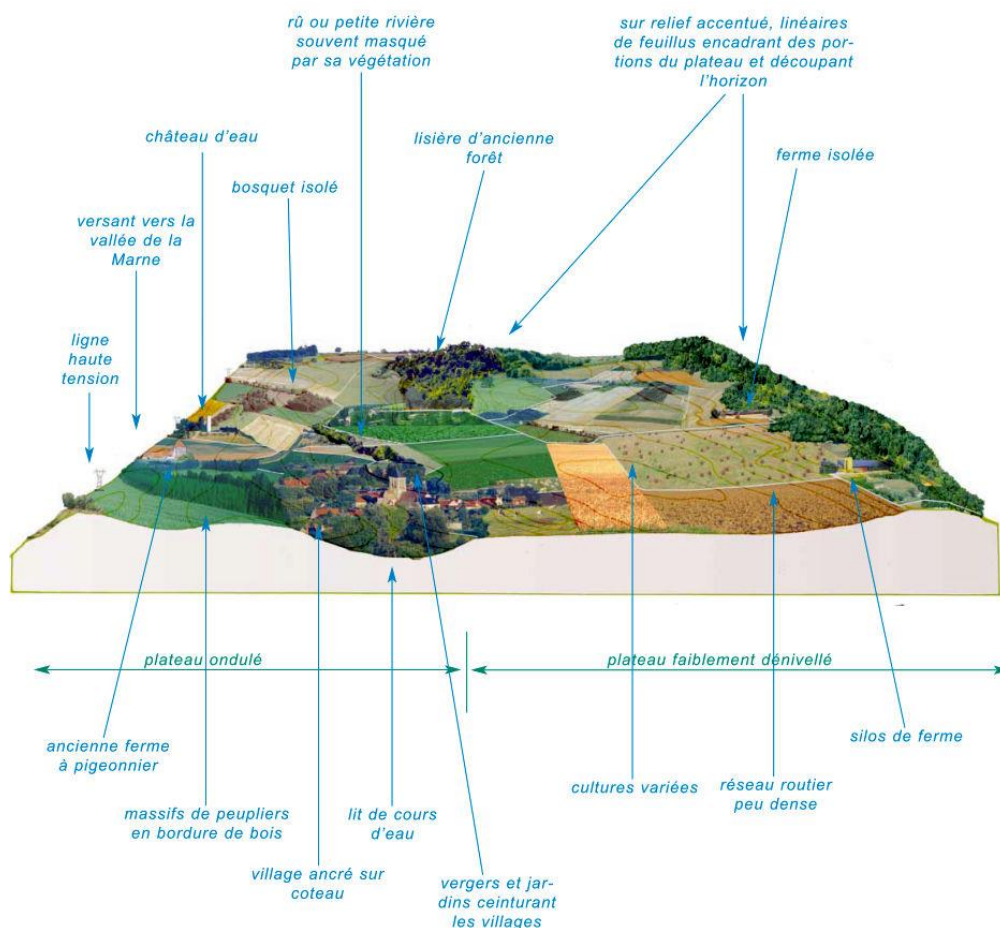 rû ou petite rivière
souvent masqué
par sa végétation
sur relief accentué, linéaires
de feuillus encadrant des por-
tions du plateau et découpant
l'horizon
château d'eau
lisière d'ancienne
forêt
ferme isolée
bosquet isolé
versant vers la
vallée de la
Marne
ligne
haute
tension
plateau ondulé
plateau faiblement dénivellé
ancienne ferme
à pigeonnier
silos de ferme
cultures variées
réseau routier
peu dense
massifs de peupliers
en bordure de bois
lit de cours
d'eau
village ancré sur
coteau
vergers et jar-
dins ceinturant
les villages